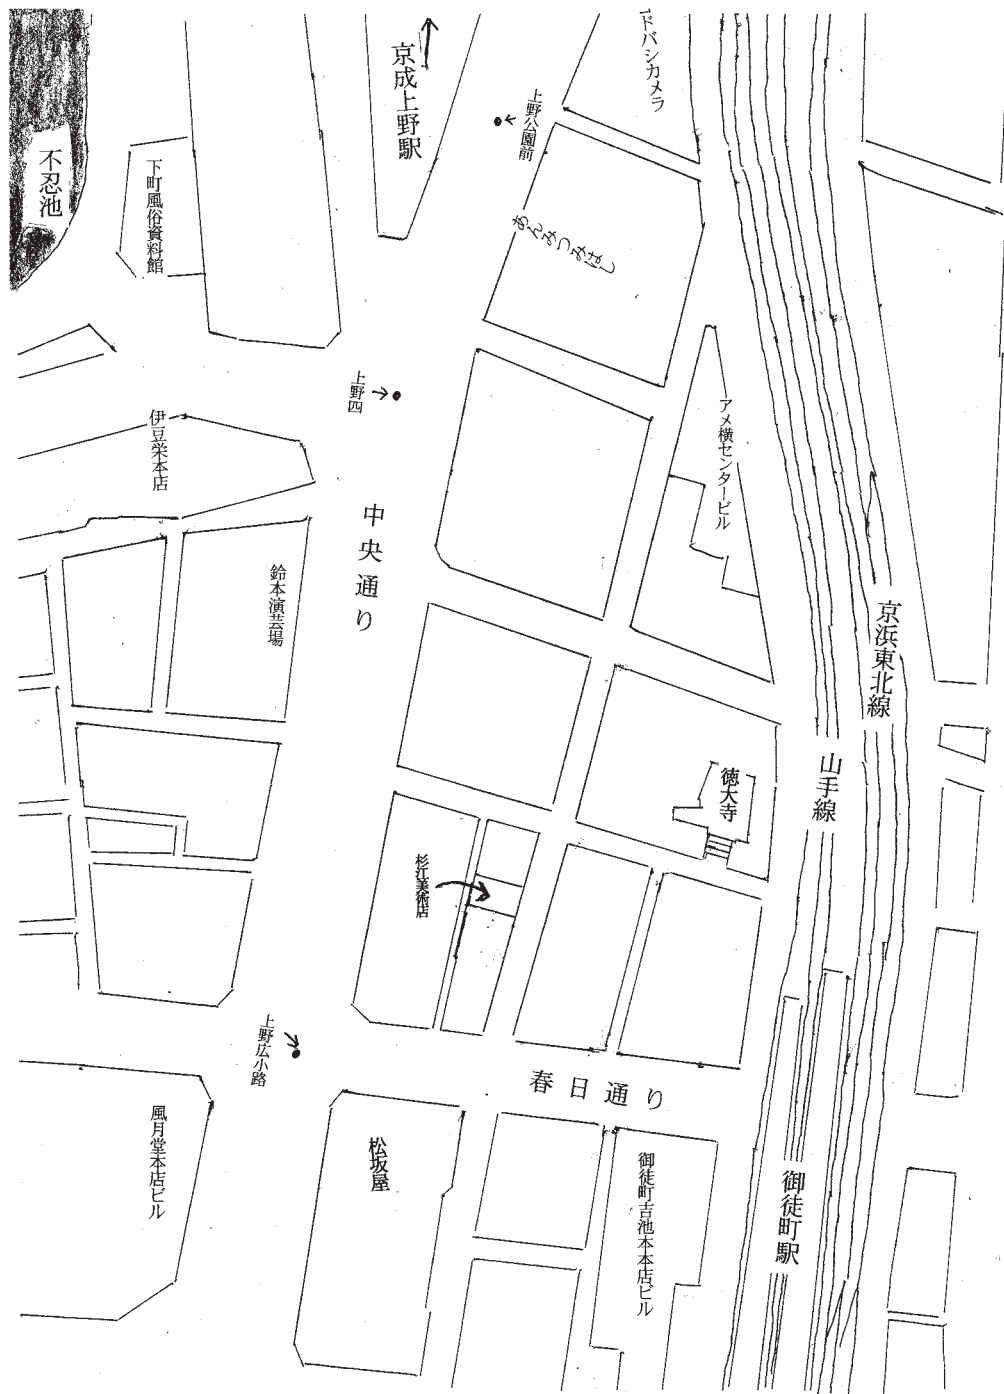 ドバシカメラ
京成上野駅
上野公園前
不忍池
下町風俗資料館
あんみつみはし
上野四
アメ横センタービル
伊豆栄本店
中央通り
鈴本演芸場
京浜東北線
山手線
徳大寺
杉江美術店
上野広小路
春日通り
風月堂本店ビル
松坂屋
御徒町吉池本本店ビル
御徒町駅